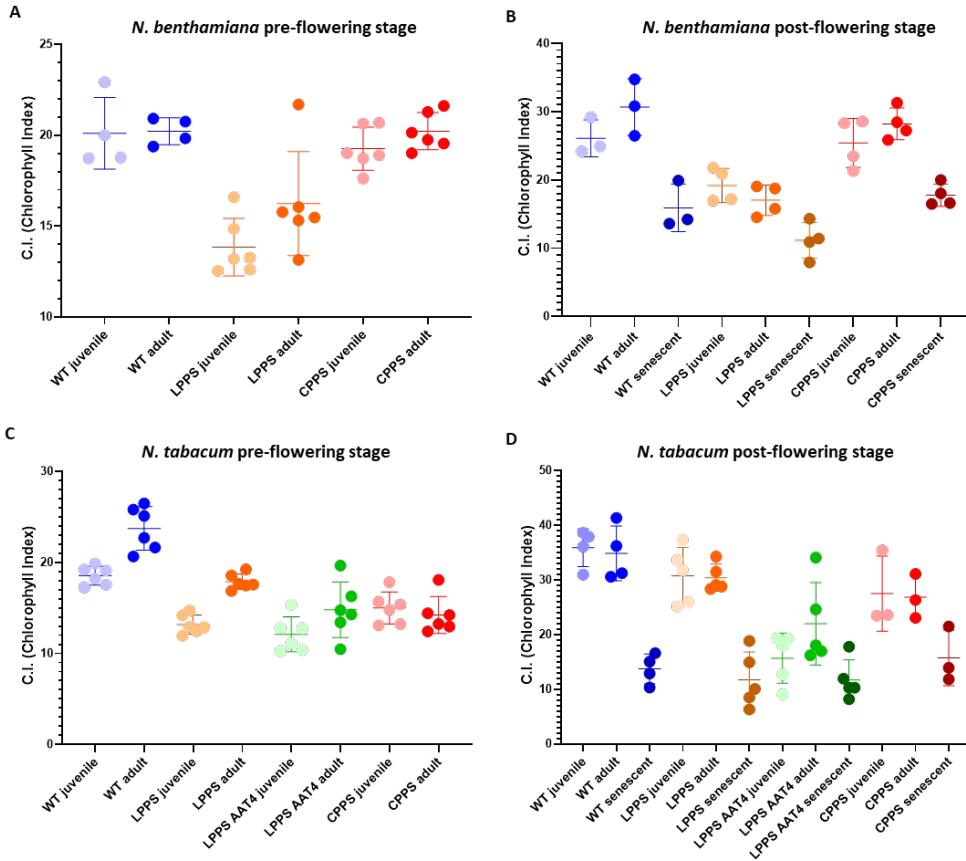 A
N. benthamiana pre-flowering stage
C.I. (Chlorophyll Index)
25
20
15
10
WT juvenile
WT adult
LPPS juvenile
LPPS adult
CPPS juvenile
CPPS adult
B
N. benthamiana post-flowering stage
C.I. (Chlorophyll Index)
40
30
20
10
0
WT juvenile
WT adult
WT senescent
LPPS juvenile
LPPS adult
LPPS senescent
CPPS juvenile
CPPS adult
CPPS senescent
C
N. tabacum pre-flowering stage
C.I. (Chlorophyll Index)
30
20
10
0
WT juvenile
WT adult
LPPS juvenile
LPPS adult
LPPS AAT4 juvenile
LPPS AAT4 adult
CPPS juvenile
CPPS adult
D
N. tabacum post-flowering stage
C.I. (Chlorophyll Index)
50
40
30
20
10
0
WT juvenile
WT adult
WT senescent
LPPS juvenile
LPPS adult
LPPS senescent
LPPS AAT4 juvenile
LPPS AAT4 adult
LPPS AAT4 senescent
CPPS juvenile
CPPS adult
CPPS senescent